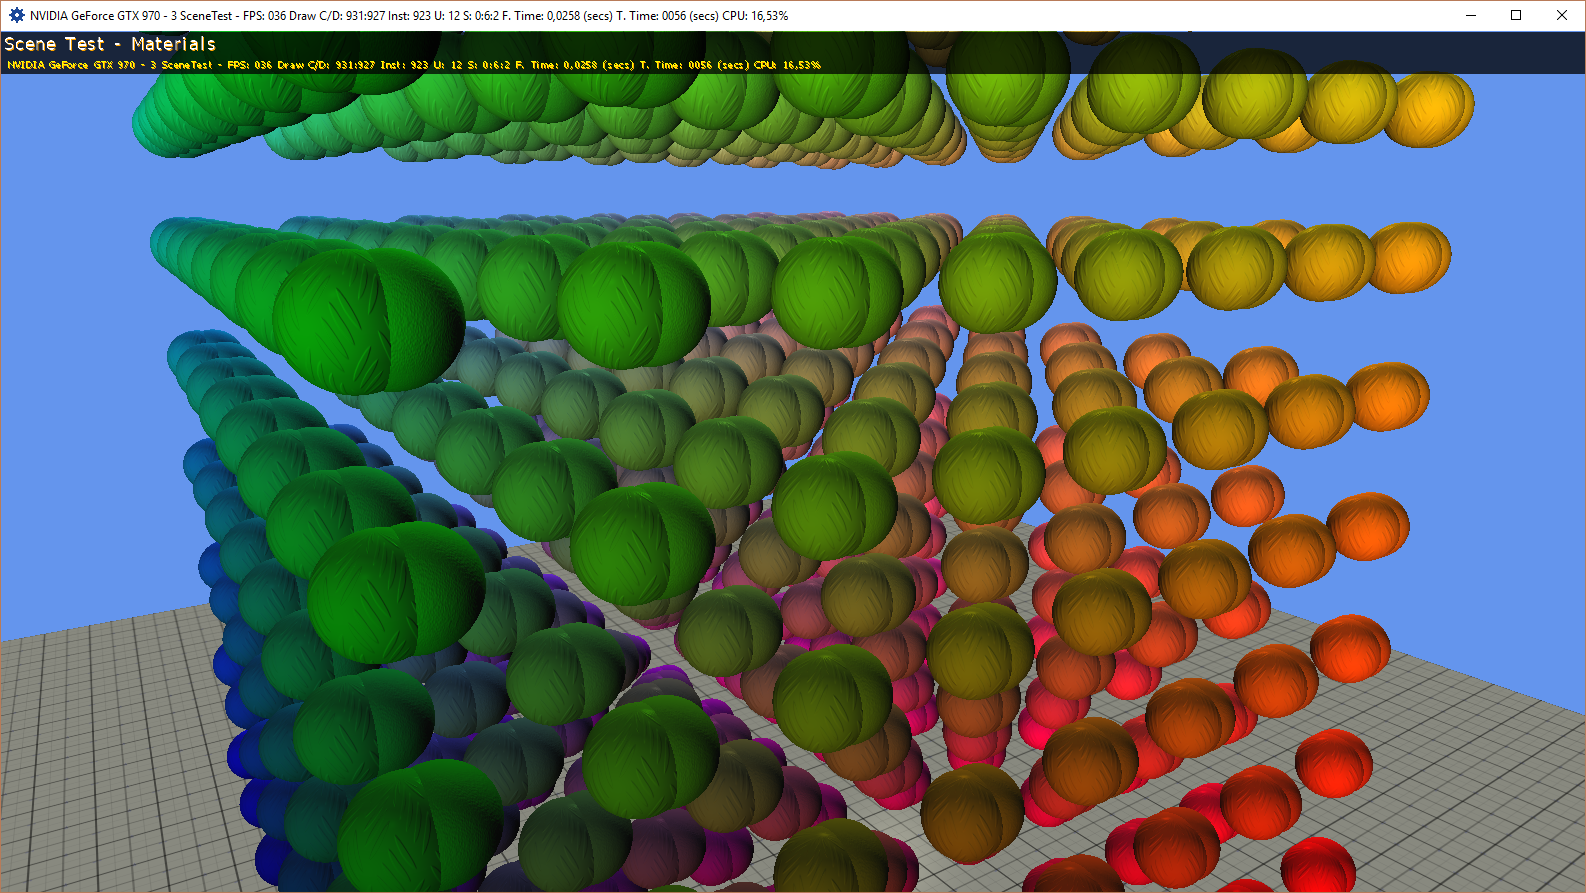 NVIDIA GeForce GTX 970 - 3 SceneTest - FPS: 036 Draw C/D: 931:927 Inst: 923 U: 12 S: 0:6:2 F. Time: 0,0258 (secs) T. Time: 0056 (secs) CPU: 16,53%
Scene Test - Materials
NVIDIA GeForce GTX 970 - 3 SceneTest - FPS: 036 Draw C/D: 931:927 Inst: 923 U: 12 S: 0:6:2 F. Time: 0,0258 (secs) T. Time: 0056 (secs) CPU: 16,53%